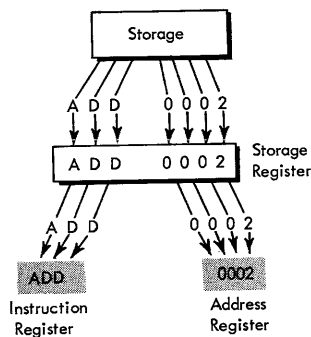 Storage
A D D 0 0 0 2
A D D 0 0 0 2
Storage
Register
A D D 0 0 0 2
ADD 0002
Instruction
Register
Address
Register